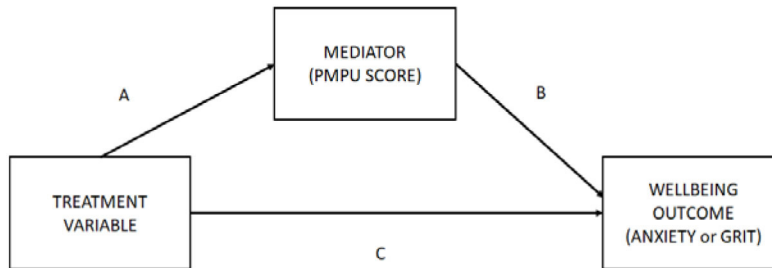 MEDIATOR
(PMPU SCORE)
A
B
TREATMENT
VARIABLE
WELLBEING
OUTCOME
(ANXIETY or GRIT)
C